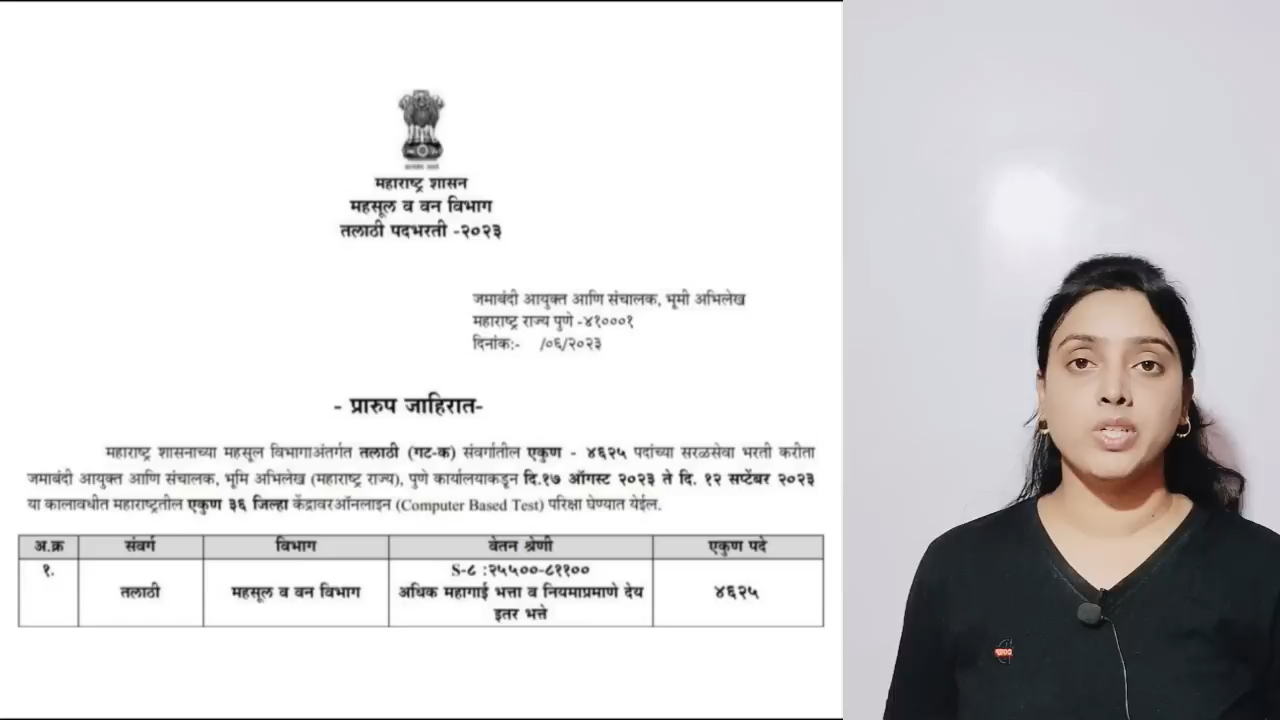 महाराष्ट्र शासन
महसूल व वन विभाग
तलाठी पदभरती -२०२३
जमाबंदी आयुक्त आणि संचालक, भूमी अभिलेख
महाराष्ट्र राज्य पुणे -४१०००१
दिनांक:- /०६/२०२३
- प्रारुप जाहिरात-
महाराष्ट्र शासनाच्या महसूल विभागाअंतर्गत तलाठी (गट-क) संवर्गातील एकुण - ४६२५ पदांच्या सरळसेवा भरती करीता
जमाबंदी आयुक्त आणि संचालक, भूमि अभिलेख (महाराष्ट्र राज्य), पुणे कार्यालयाकडून दि.१७ ऑगस्ट २०२३ ते दि. १२ सप्टेंबर २०२३
या कालावधीत महाराष्ट्रतील एकुण ३६ जिल्हा केंद्रावर ऑनलाइन (Computer Based Test) परिक्षा घेण्यात येईल.
अ.क्र संवर्ग विभाग वेतन श्रेणी एकुण पदे
१. तलाठी महसूल व वन विभाग S-८ :२५५००-८११०० ४६२५
अधिक महागाई भत्ता व नियमाप्रमाणे देय
इतर भत्ते